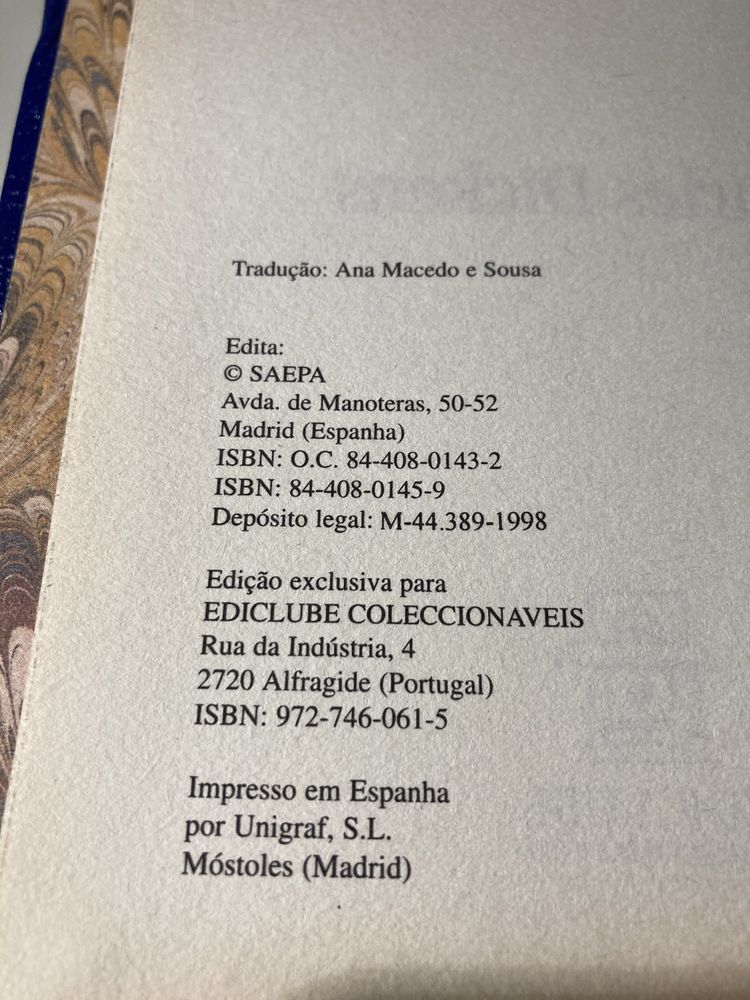 Tradução: Ana Macedo e Sousa
Edita:
© SAEPA
Avda. de Manoteras, 50-52
Madrid (Espanha)
ISBN: O.C. 84-408-0143-2
ISBN: 84-408-0145-9
Depósito legal: M-44.389-1998
Edição exclusiva para
EDICLUBE COLECCIONAVEIS
Rua da Indústria, 4
2720 Alfragide (Portugal)
ISBN: 972-746-061-5
Impresso em Espanha
por Unigraf, S.L.
Móstoles (Madrid)